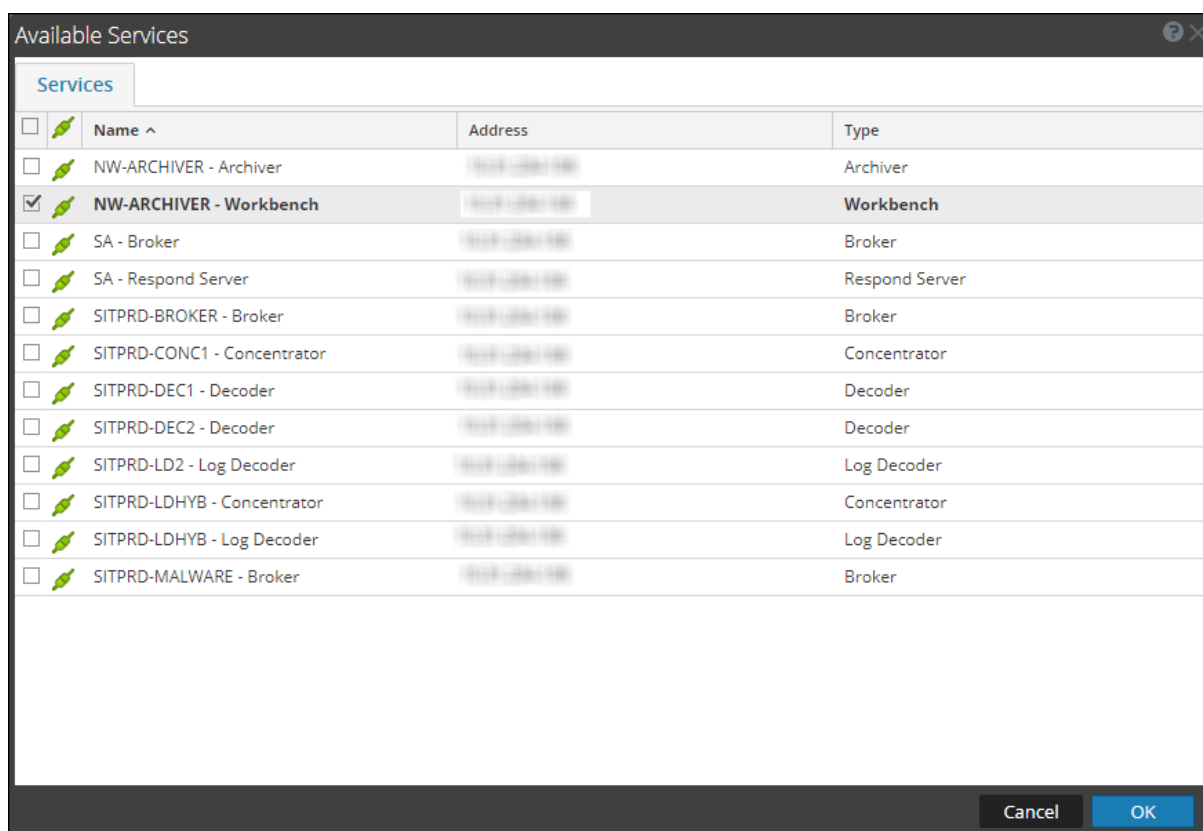 Available Services
Services
Name Address Type
NW-ARCHIVER - Archiver Archiver
NW-ARCHIVER - Workbench Workbench
SA - Broker Broker
SA - Respond Server Respond Server
SITPRD-BROKER - Broker Broker
SITPRD-CONC1 - Concentrator Concentrator
SITPRD-DEC1 - Decoder Decoder
SITPRD-DEC2 - Decoder Decoder
SITPRD-LD2 - Log Decoder Log Decoder
SITPRD-LDHYB - Concentrator Concentrator
SITPRD-LDHYB - Log Decoder Log Decoder
SITPRD-MALWARE - Broker Broker
Cancel OK